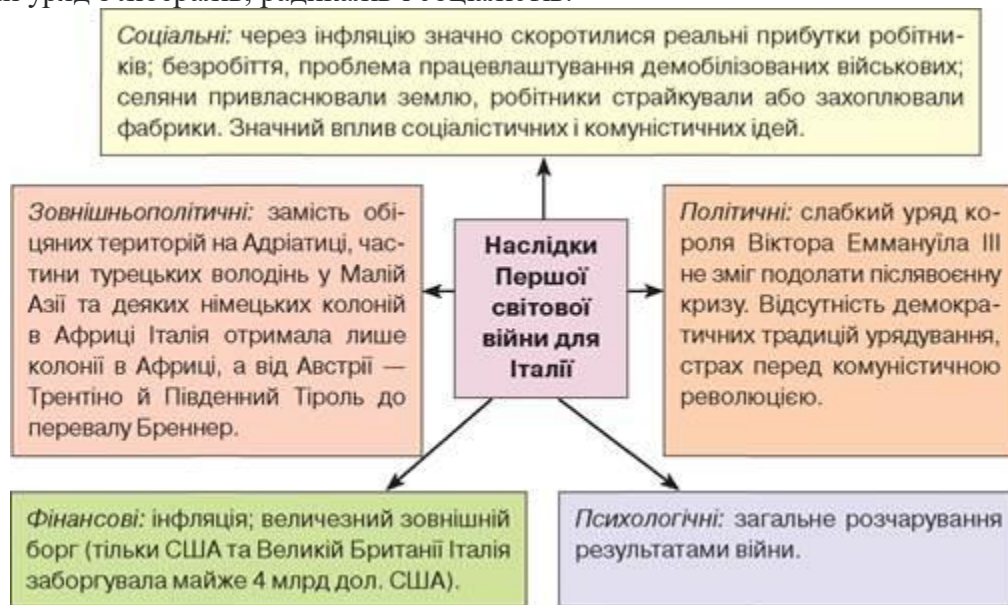 уряд з лібералів, радикалів і соціалістів.
Соціальні: через інфляцію значно скоротилися реальні прибутки робітни-
ків; безробіття, проблема працевлаштування демобілізованих військових;
селяни привласнювали землю, робітники страйкували або захоплювали
фабрики. Значний вплив соціалістичних і комуністичних ідей.
Зовнішньополітичні: замість обі-
цяних територій на Адріатиці, час-
тини турецьких володінь у Малій
Азії та деяких німецьких колоній
в Африці Італія отримала лише
колонії в Африці, а від Австрії —
Трентіно й Південний Тіроль до
перевалу Бреннер.
Наслідки
Першої
світової
війни для
Італії
Політичні: слабкий уряд ко-
роля Віктора Еммануїла III
не зміг подолати післявоєнну
кризу. Відсутність демокра-
тичних традицій урядування,
страх перед комуністичною
революцією.
Фінансові: інфляція; величезний зовнішній
борг (тільки США та Великій Британії Італія
заборгувала майже 4 млрд дол. США).
Психологічні: загальне розчарування
результатами війни.